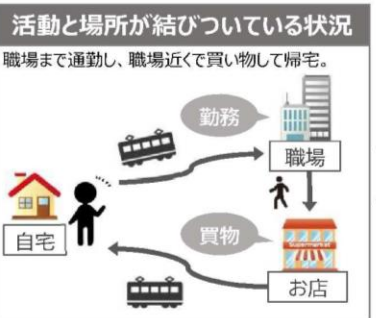 活動と場所が結びついている状況
職場まで通勤し、職場近くで買い物して帰宅。
勤務
職場
自宅
買物
Supermarket
お店